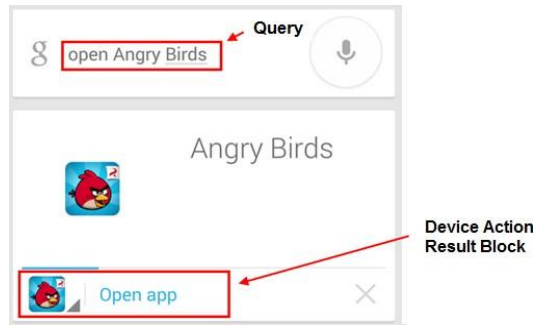 Query
g open Angry Birds
Angry Birds
Device Action
Result Block
Open app